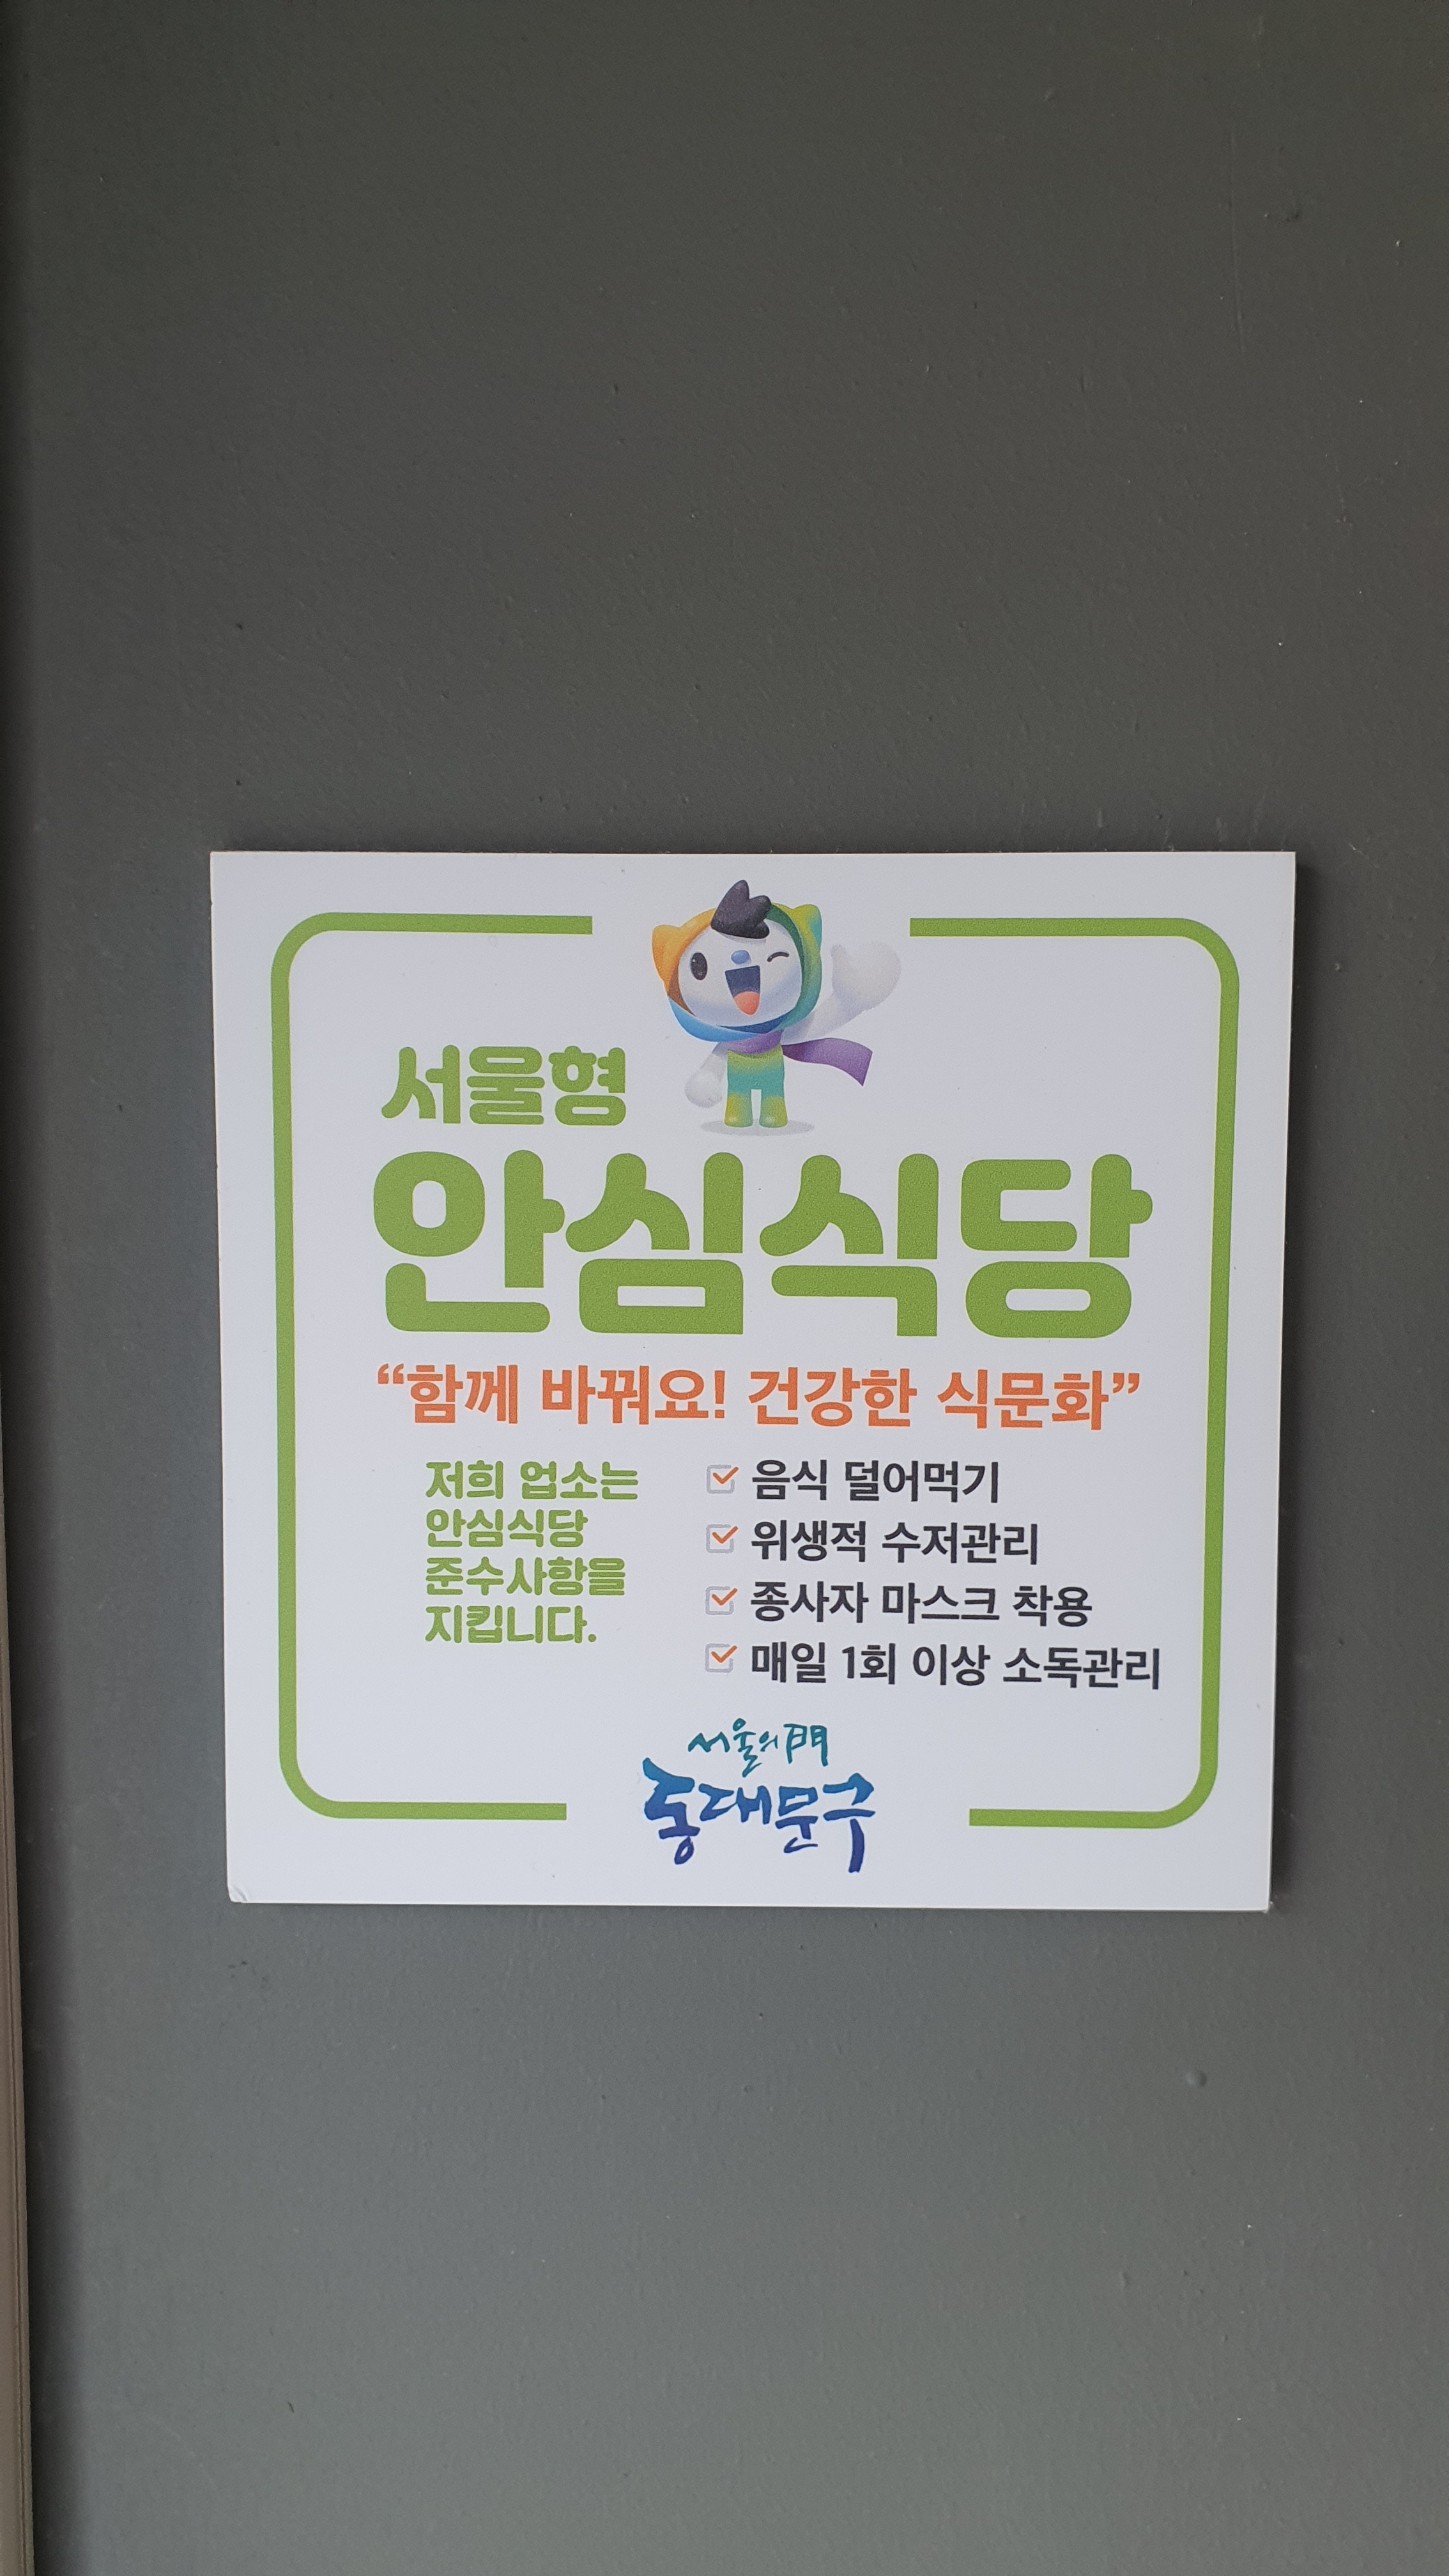 서울형
안심식당
“함께 바꿔요! 건강한 식문화”
저희 업소는
안심식당
준수사항을
지킵니다.
음식 덜어먹기
위생적 수저관리
종사자 마스크 착용
매일 1회 이상 소독관리
서울의門
동대문구